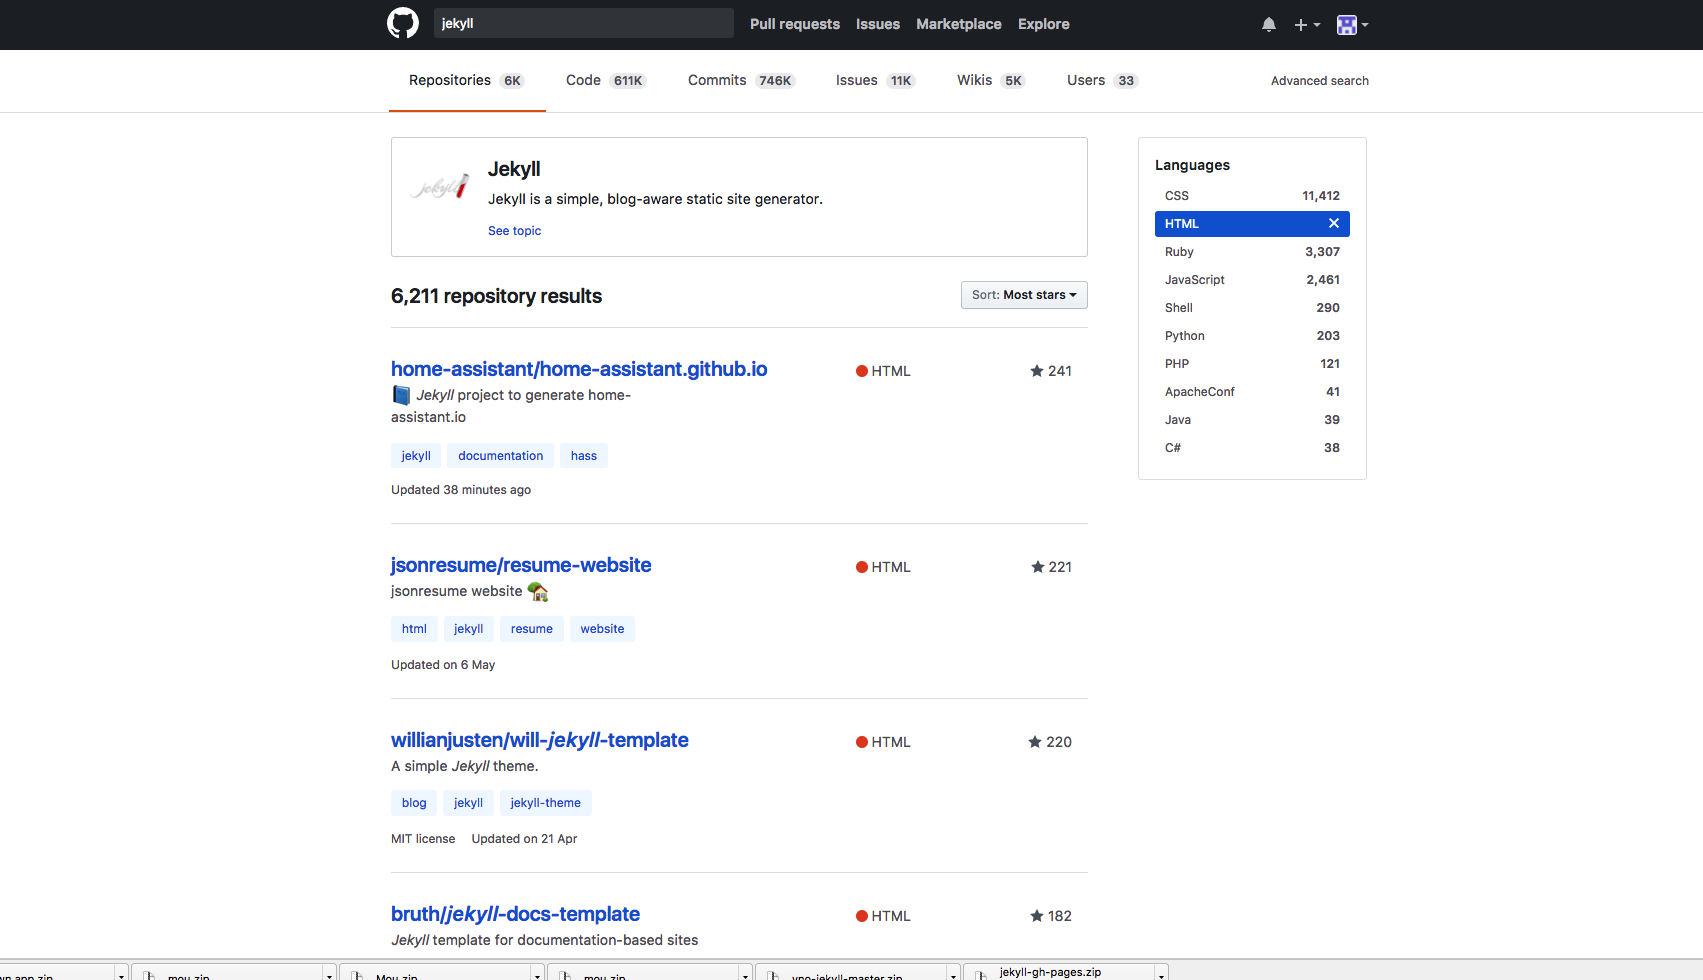 jekyll Pull requests Issues Marketplace Explore
Repositories 6K Code 611K Commits 746K Issues 11K Wikis 5K Users 33 Advanced search
jekyll
Jekyll
Jekyll is a simple, blog-aware static site generator.
See topic
6,211 repository results Sort: Most stars
home-assistant/home-assistant.github.io HTML 241
Jekyll project to generate home-
assistant.io
jekyll documentation hass
Updated 38 minutes ago
jsonresume/resume-website HTML 221
jsonresume website
html jekyll resume website
Updated on 6 May
willianjusten/will-jekyll-template HTML 220
A simple Jekyll theme.
blog jekyll jekyll-theme
MIT license Updated on 21 Apr
bruth/jekyll-docs-template HTML 182
Jekyll template for documentation-based sites
Languages
CSS 11,412
HTML
Ruby 3,307
JavaScript 2,461
Shell 290
Python 203
PHP 121
ApacheConf 41
Java 39
C# 38
mou.zip Mou.zip mou.zip vno-jekyll-master.zip jekyll-gh-pages.zip